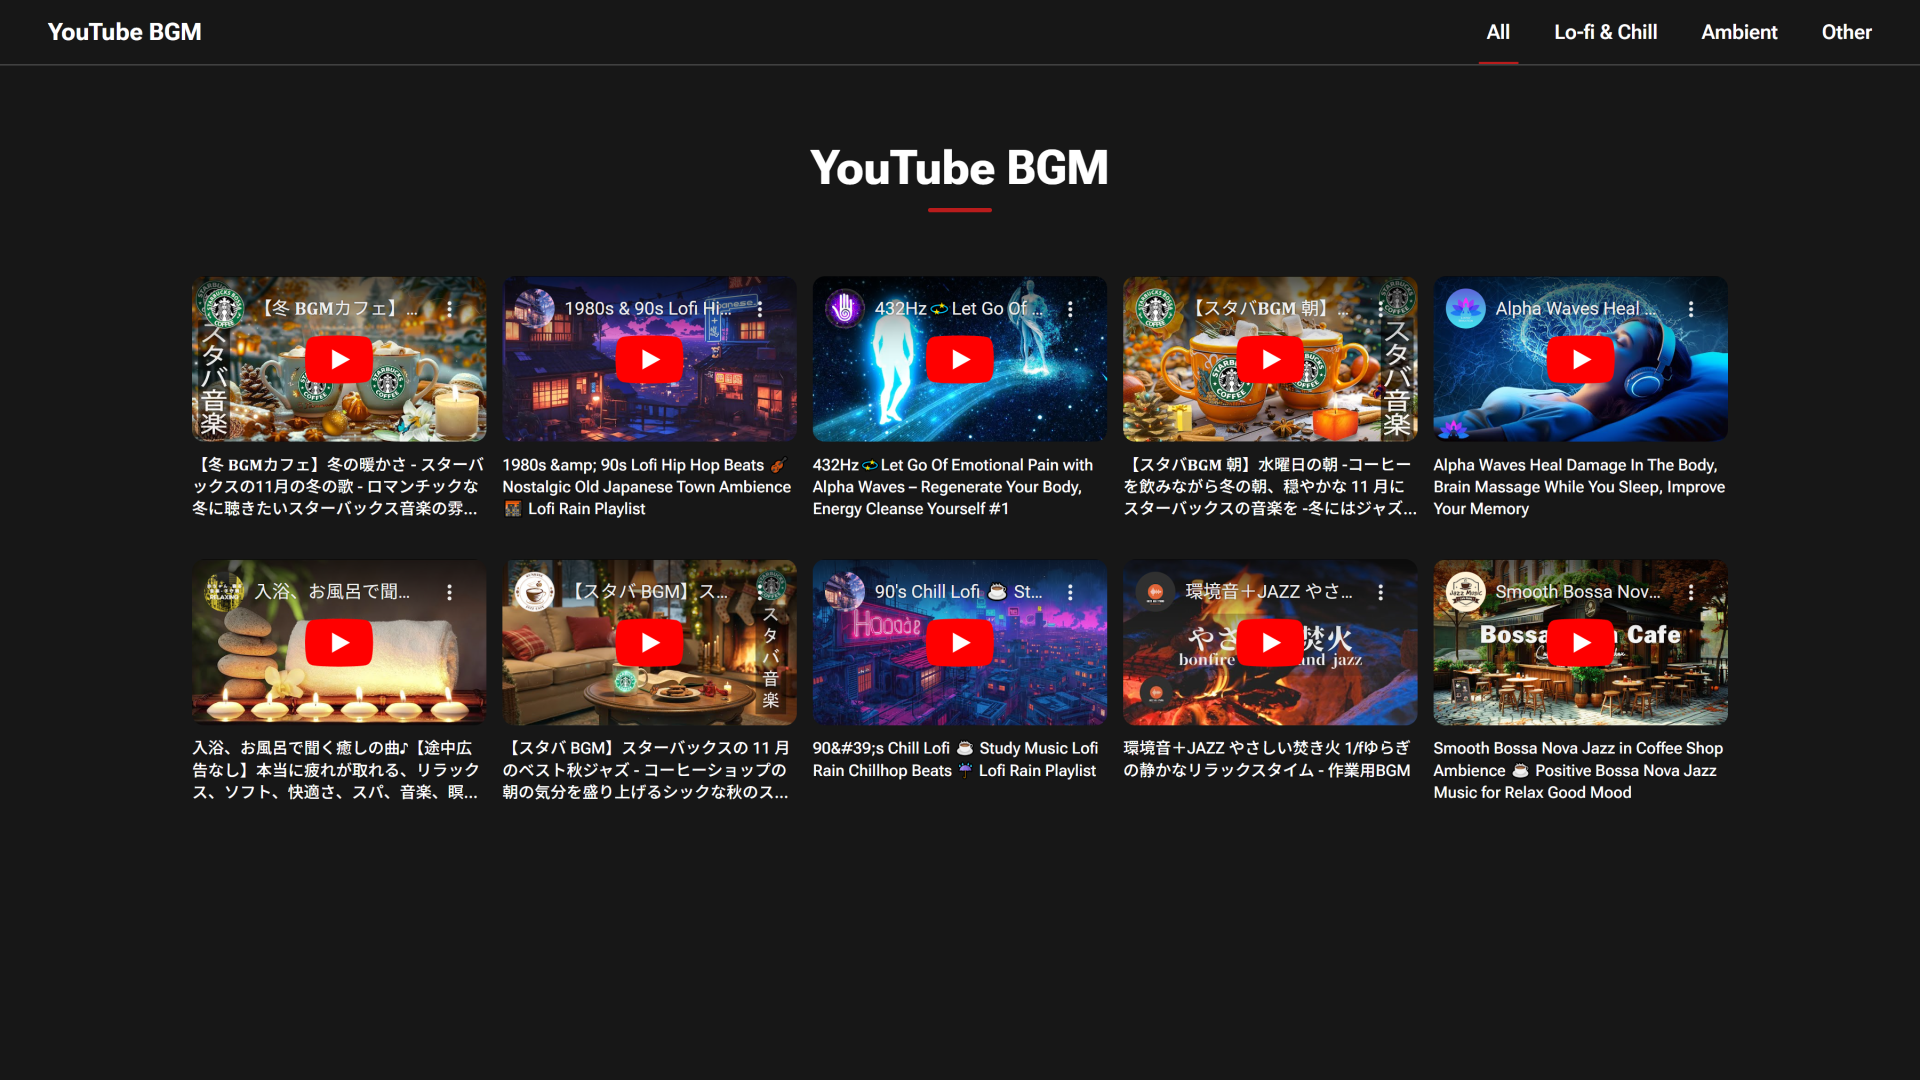 YouTube BGM
All
Lo-fi & Chill
Ambient
Other
YouTube BGM
【冬 BGMカフェ】...
スタバ音楽
1980s & 90s Lofi Hi...
432Hz💫Let Go Of ...
【スタバBGM 朝】...
スタバ音楽
Alpha Waves Heal ...
【冬 BGMカフェ】冬の暖かさ - スターバ
ックスの11月の冬の歌 - ロマンチックな
冬に聴きたいスターバックス音楽の雰...
1980s &amp; 90s Lofi Hip Hop Beats 🎻
Nostalgic Old Japanese Town Ambience
🎆 Lofi Rain Playlist
432Hz💫Let Go Of Emotional Pain with
Alpha Waves – Regenerate Your Body,
Energy Cleanse Yourself #1
【スタバBGM 朝】水曜日の朝 -コーヒー
を飲みながら冬の朝、穏やかな 11 月に
スターバックスの音楽を -冬にはジャズ...
Alpha Waves Heal Damage In The Body,
Brain Massage While You Sleep, Improve
Your Memory
入浴、お風呂で聞...
【スタバ BGM】ス...
スタバ音楽
90's Chill Lofi ☕ St...
環境音＋JAZZ やさ...
bonfire
and jazz
Smooth Bossa Nov...
Bossa
Cafe
入浴、お風呂で聞く癒しの曲♪【途中広
告なし】本当に疲れが取れる、リラック
ス、ソフト、快適さ、スパ、音楽、瞑...
【スタバ BGM】スターバックスの 11 月
のベスト秋ジャズ - コーヒーショップの
朝の気分を盛り上げるシックな秋のス...
90&#39;s Chill Lofi ☕ Study Music Lofi
Rain Chillhop Beats ☔ Lofi Rain Playlist
環境音＋JAZZ やさしい焚き火 1/fゆらぎ
の静かなリラックスタイム - 作業用BGM
Smooth Bossa Nova Jazz in Coffee Shop
Ambience ☕ Positive Bossa Nova Jazz
Music for Relax Good Mood